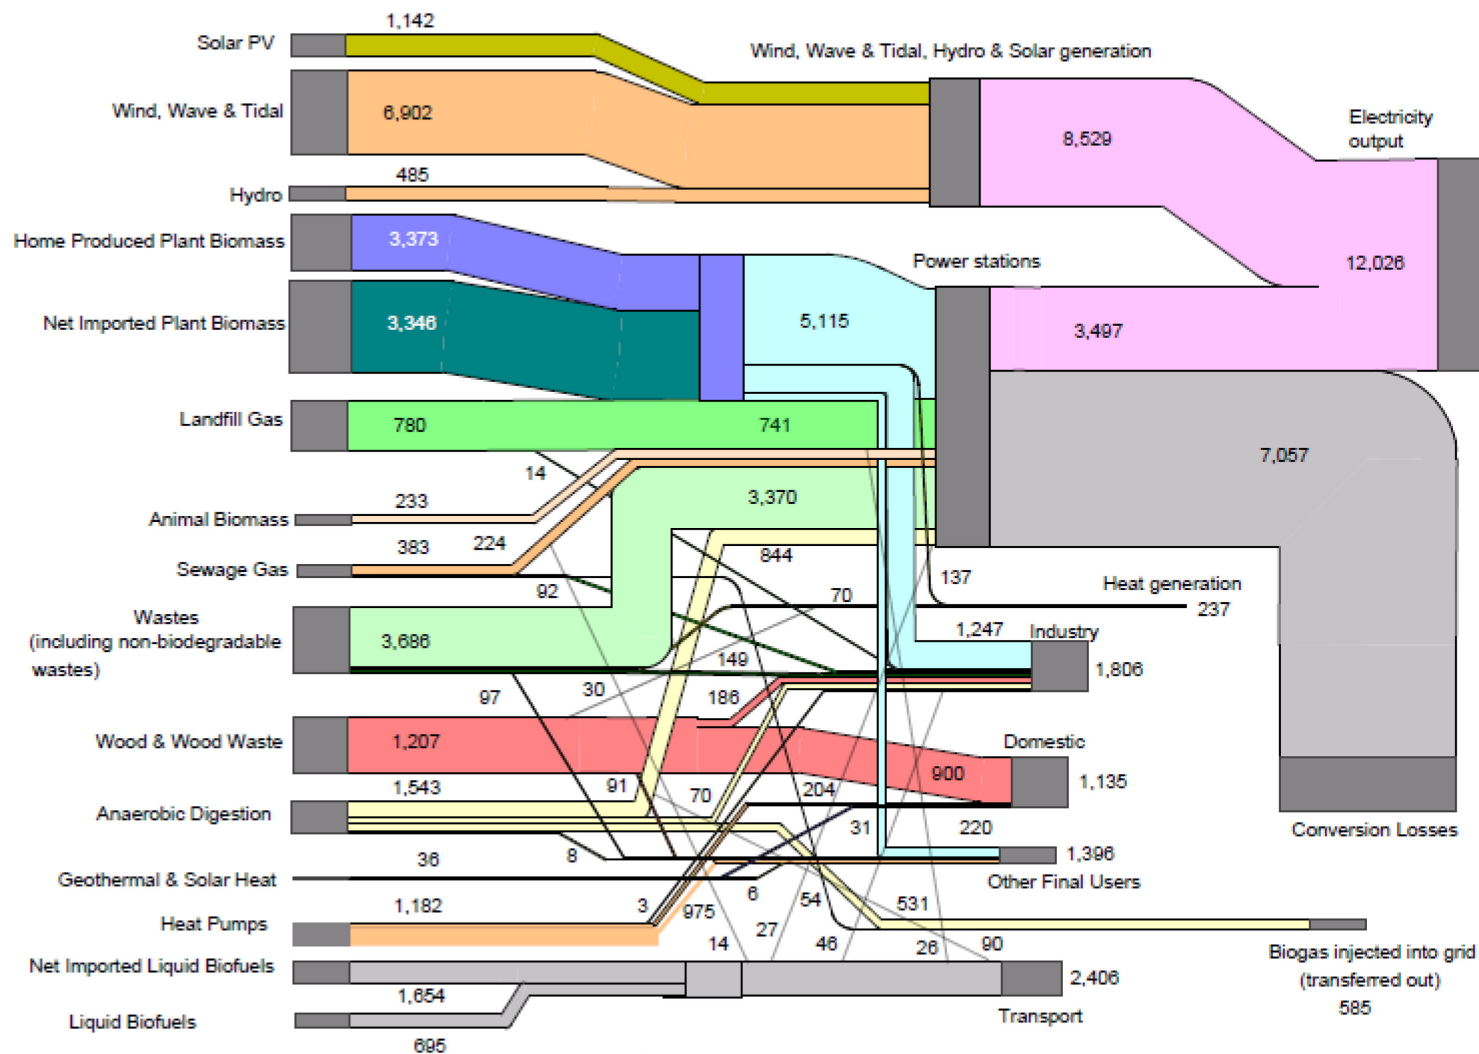 1,142
Solar PV
Wind, Wave & Tidal, Hydro & Solar generation
Wind, Wave & Tidal
6,902
8,529
Electricity
output
485
Hydro
Home Produced Plant Biomass
3,373
Power stations
12,026
Net Imported Plant Biomass
3,346
5,115
3,497
Landfill Gas
780
741
7,057
14
3,370
233
Animal Biomass
383
224
844
Sewage Gas
92
70
137
Heat generation
237
Wastes
(including non-biodegradable
wastes)
3,686
149
1,247
Industry
1,806
97
30
186
Wood & Wood Waste
1,207
Domestic
900
1,135
1,543
91
70
204
Anaerobic Digestion
31
220
Conversion Losses
36
8
1,396
Geothermal & Solar Heat
6
Other Final Users
1,182
3
975
54
531
Heat Pumps
14
27
46
26
90
Biogas injected into grid
(transferred out)
585
Net Imported Liquid Biofuels
2,406
1,654
Liquid Biofuels
Transport
695